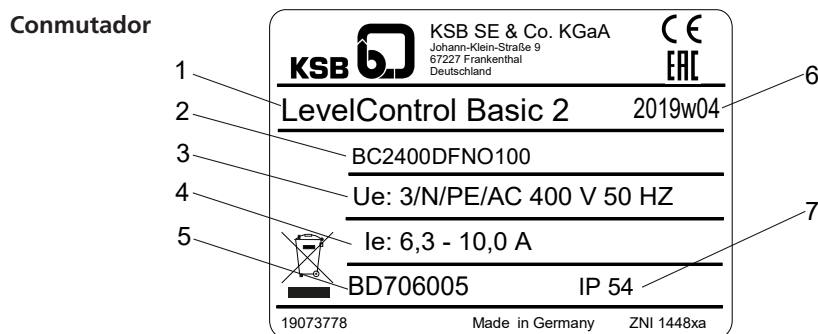 Conmutador
KSB
KSB SE & Co. KGaA
Johann-Klein-Straße 9
67227 Frankenthal
Deutschland
CE
EAC
1
LevelControl Basic 2
2019w04
6
2
BC2400DFNO100
3
Ue: 3/N/PE/AC 400 V 50 HZ
4
Ie: 6,3 - 10,0 A
7
5
BD706005
IP 54
19073778
Made in Germany
ZNI 1448xa